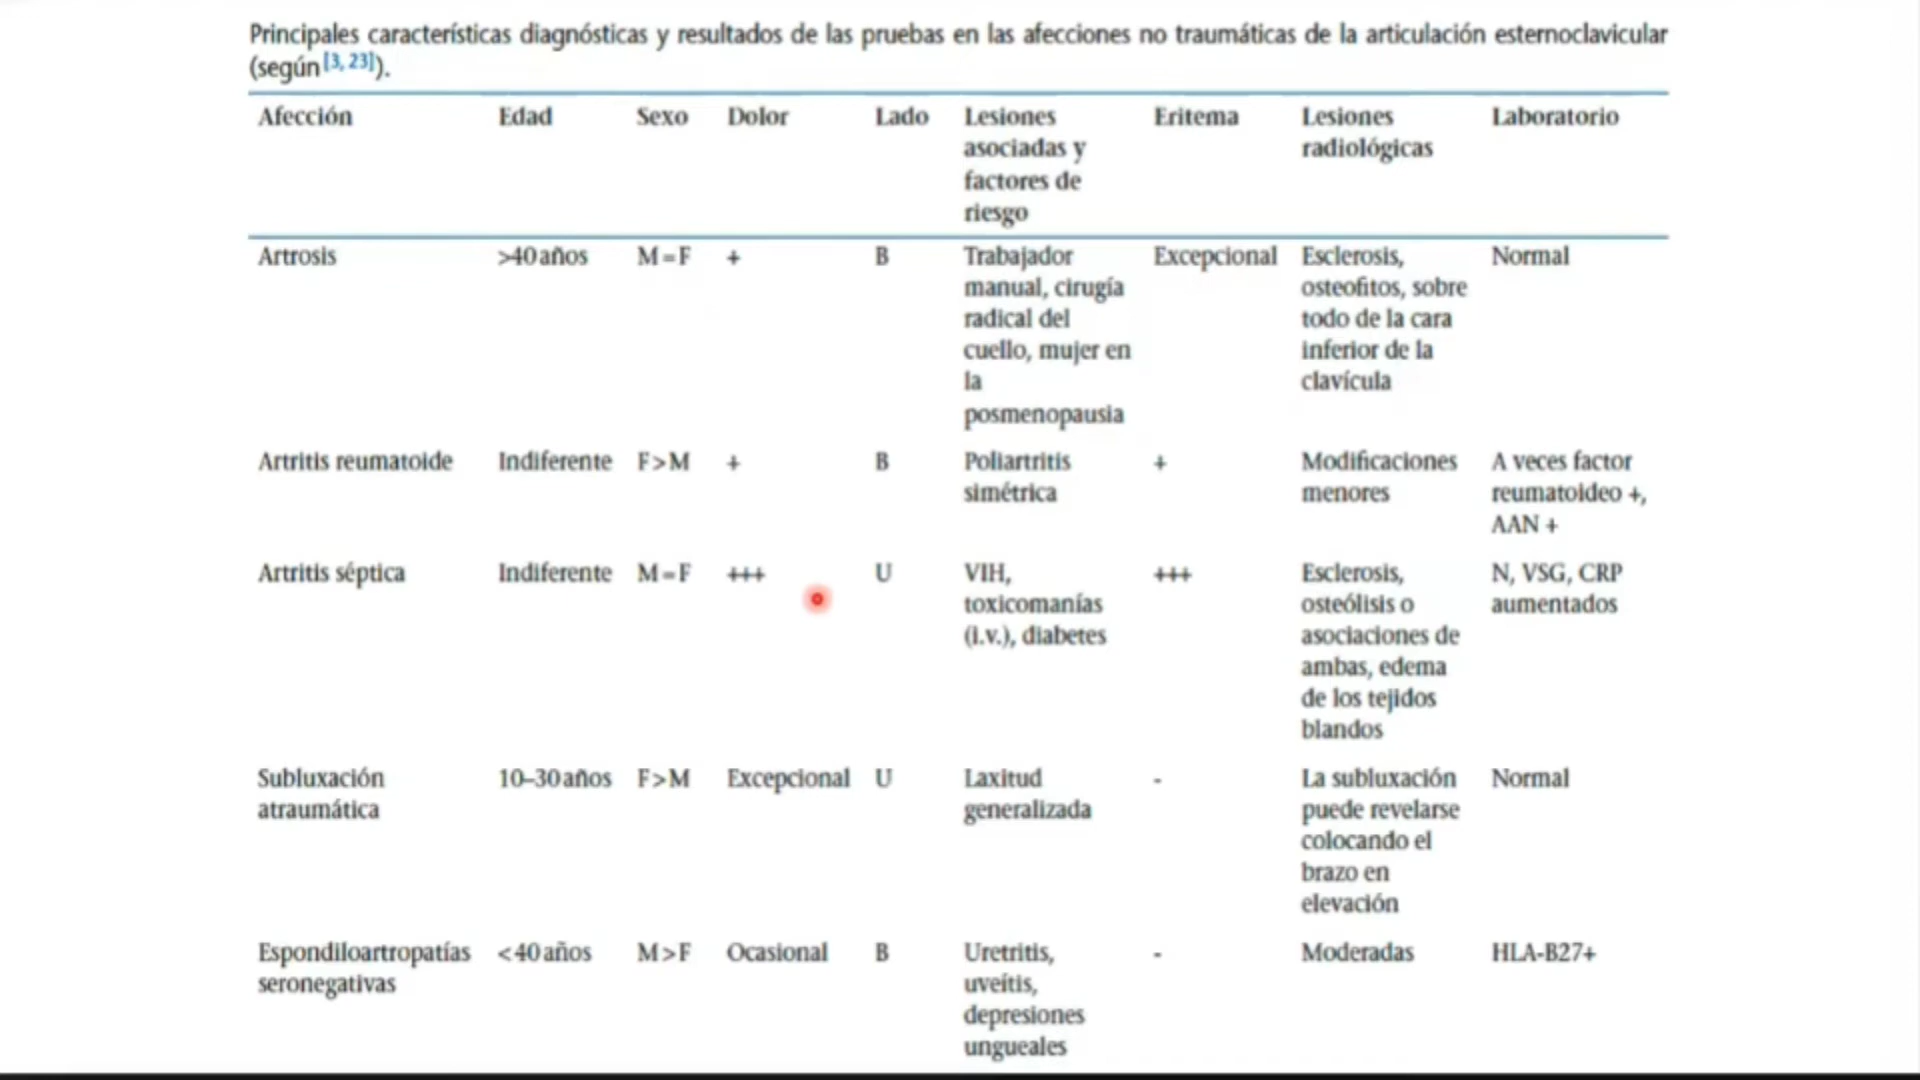 Principales características diagnósticas y resultados de las pruebas en las afecciones no traumáticas de la articulación esternoclavicular
(según [3, 23]).
Afección Edad Sexo Dolor Lado Lesiones asociadas y factores de riesgo Eritema Lesiones radiológicas Laboratorio
Artrosis >40 años M=F + B Trabajador manual, cirugía radical del cuello, mujer en la posmenopausia Excepcional Esclerosis, osteofitos, sobre todo de la cara inferior de la clavícula Normal
Artritis reumatoide Indiferente F>M + B Poliartritis simétrica + Modificaciones menores A veces factor reumatoideo +, AAN +
Artritis séptica Indiferente M=F +++ U VIH, toxicomanías (i.v.), diabetes +++ Esclerosis, osteólisis o asociaciones de ambas, edema de los tejidos blandos N, VSG, CRP aumentados
Subluxación atraumática 10–30 años F>M Excepcional U Laxitud generalizada - La subluxación puede revelarse colocando el brazo en elevación Normal
Espondiloartropatías seronegativas <40 años M>F Ocasional B Uretritis, uveítis, depresiones ungueales - Moderadas HLA-B27+